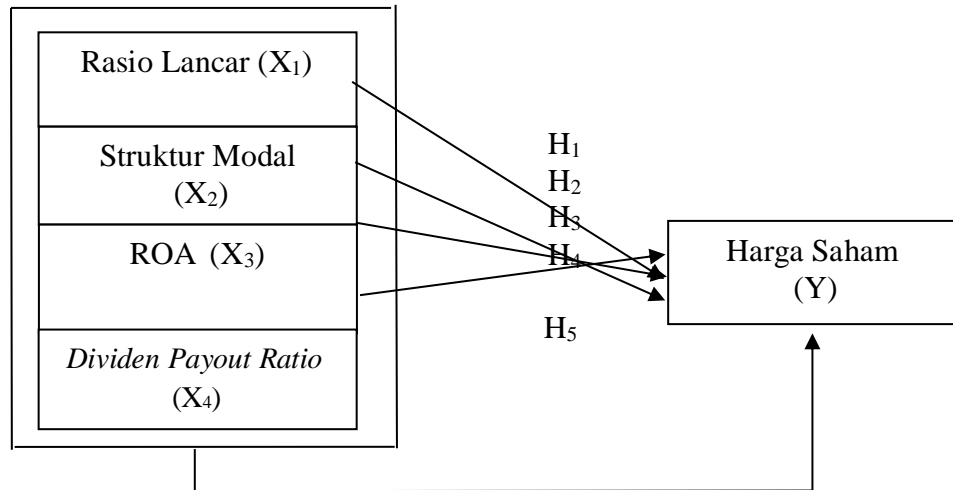 Rasio Lancar (X₁)
Struktur Modal
(X₂)
ROA (X₃)
Dividen Payout Ratio
(X₄)
H₁
H₂
H₃
H₄
H₅
Harga Saham
(Y)